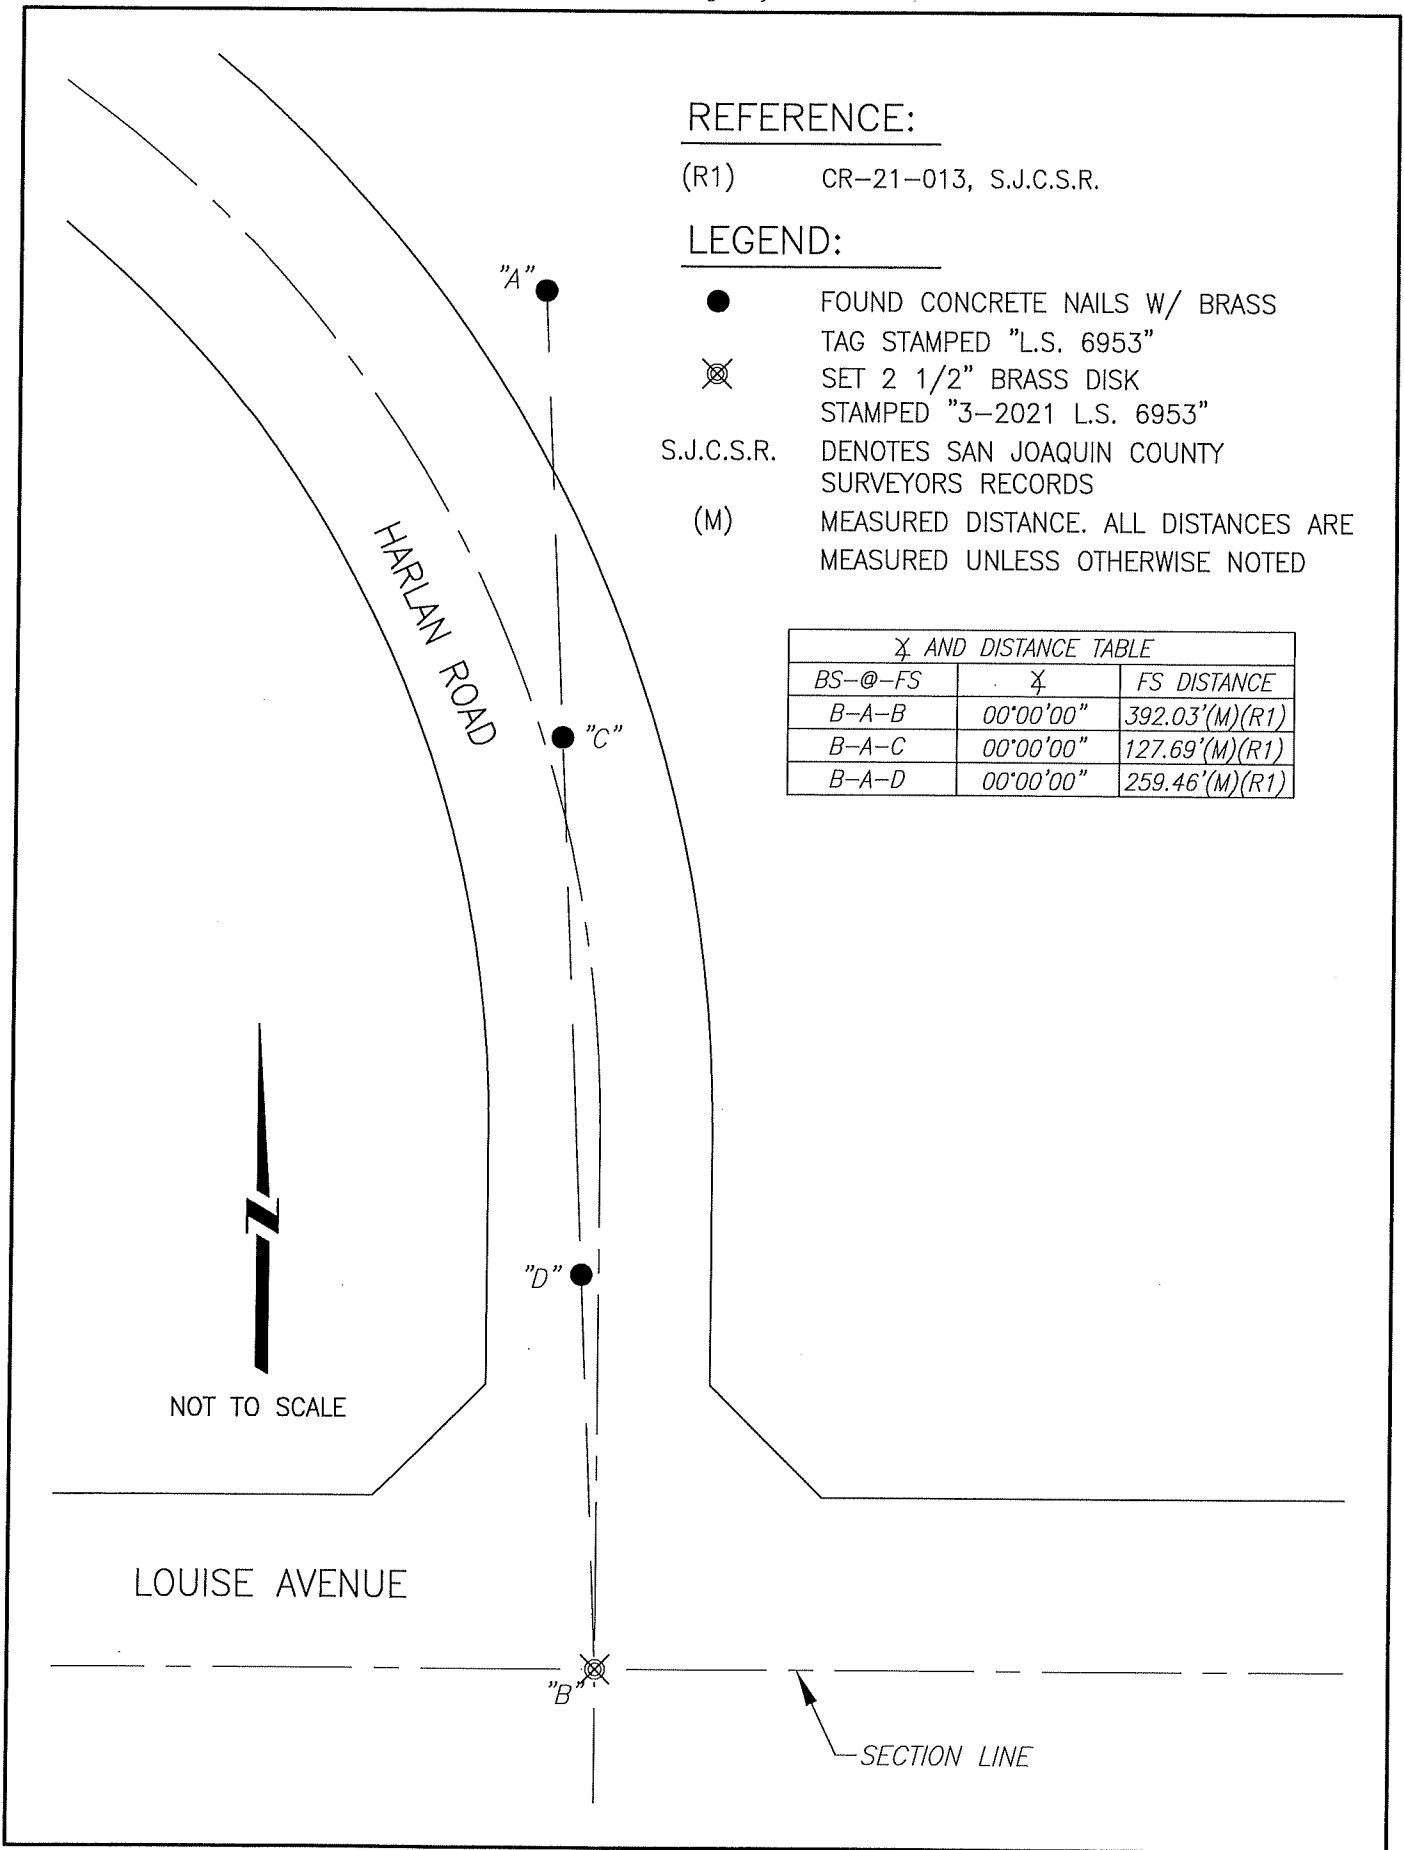 REFERENCE:
(R1) CR-21-013, S.J.C.S.R.
LEGEND:
FOUND CONCRETE NAILS W/ BRASS
TAG STAMPED "L.S. 6953"
SET 2 1/2" BRASS DISK
STAMPED "3-2021 L.S. 6953"
S.J.C.S.R. DENOTES SAN JOAQUIN COUNTY
SURVEYORS RECORDS
(M) MEASURED DISTANCE. ALL DISTANCES ARE
MEASURED UNLESS OTHERWISE NOTED
AND DISTANCE TABLE
BS-@-FS FS DISTANCE
B-A-B 00°00'00" 392.03'(M)(R1)
B-A-C 00°00'00" 127.69'(M)(R1)
B-A-D 00°00'00" 259.46'(M)(R1)
"A"
HARLAN ROAD
"C"
"D"
N
NOT TO SCALE
LOUISE AVENUE
"B"
SECTION LINE